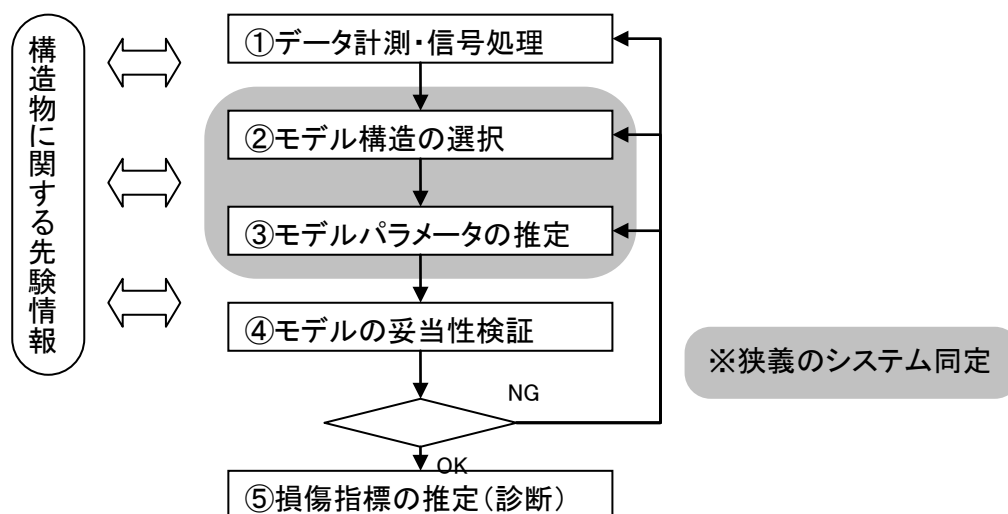 構造物に関する先験情報
①データ計測・信号処理
②モデル構造の選択
③モデルパラメータの推定
④モデルの妥当性検証
※狭義のシステム同定
NG
OK
⑤損傷指標の推定(診断)